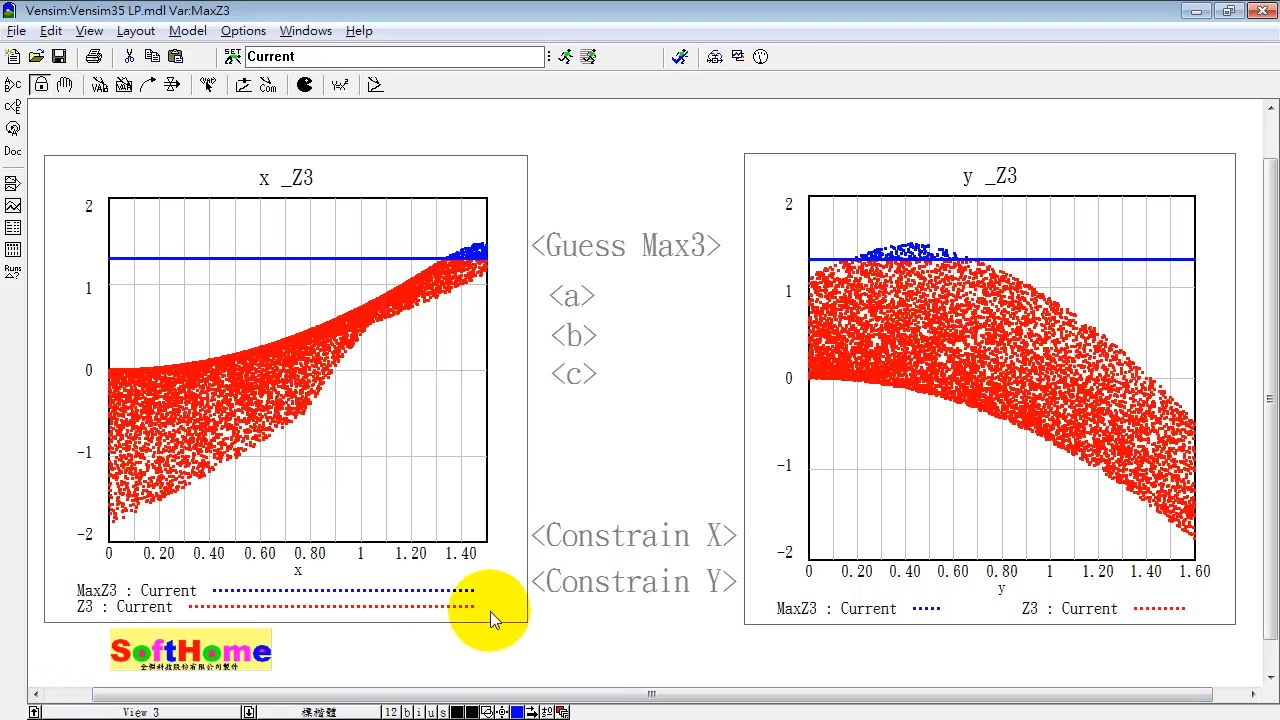 Vensim:Vensim35 LP.mdl Var:MaxZ3
File Edit View Layout Model Options Windows Help
SET Current
Doc
Runs
x _Z3
2
1
0
-1
-2
0 0.20 0.40 0.60 0.80 1 1.20 1.40
x
MaxZ3 : Current
Z3 : Current
<Guess Max3>
<a>
<b>
<c>
<Constrain X>
<Constrain Y>
y _Z3
2
1
0
-1
-2
0 0.20 0.40 0.60 0.80 1 1.20 1.40 1.60
y
MaxZ3 : Current Z3 : Current
SoftHome
View 3 12 b i u s